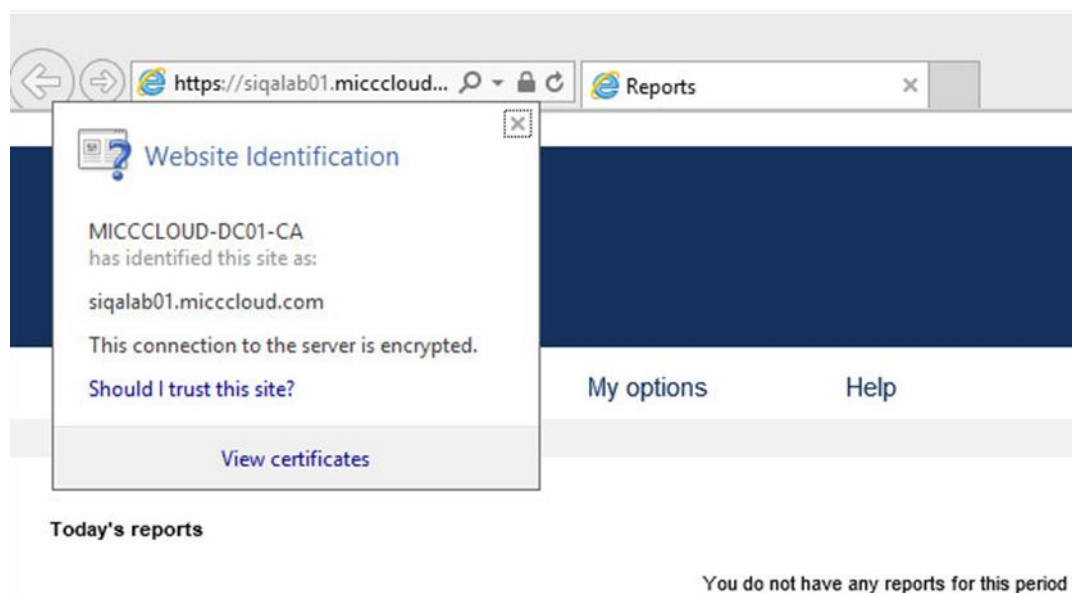 https://siqalab01.micccloud...
Reports
Website Identification
MICCCLOUD-DC01-CA
has identified this site as:
siqalab01.micccloud.com
This connection to the server is encrypted.
Should I trust this site?
View certificates
My options Help
Today's reports
You do not have any reports for this period